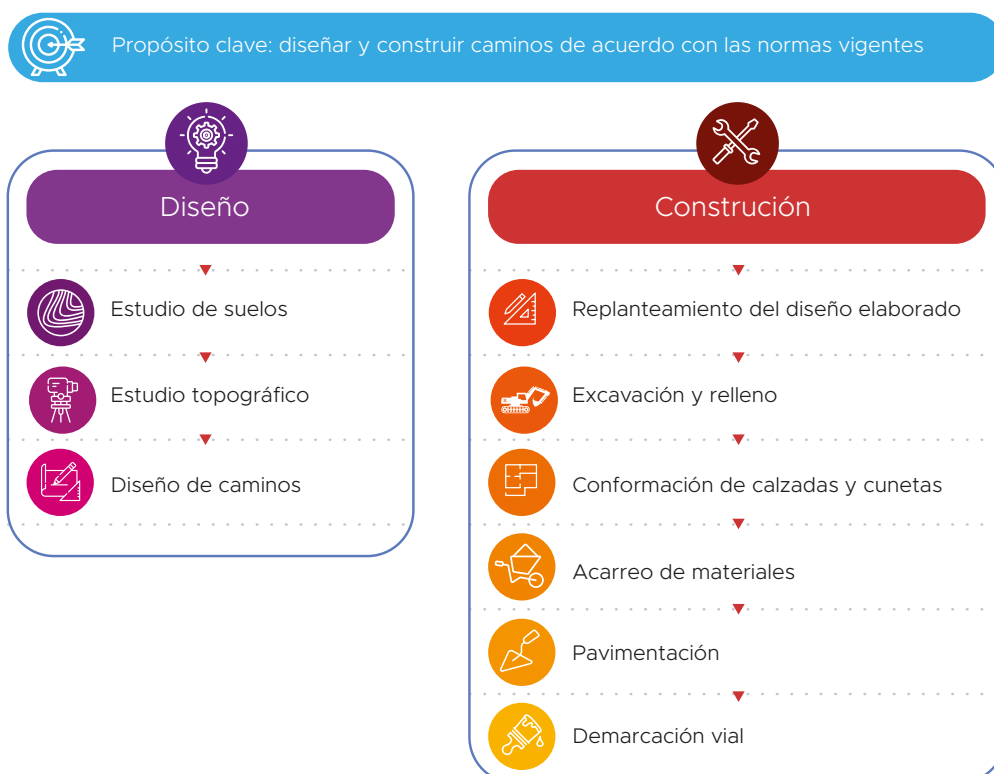 Propósito clave: diseñar y construir caminos de acuerdo con las normas vigentes
Diseño
Estudio de suelos
Estudio topográfico
Diseño de caminos
Construción
Replanteamiento del diseño elaborado
Excavación y relleno
Conformación de calzadas y cunetas
Acarreo de materiales
Pavimentación
Demarcación vial